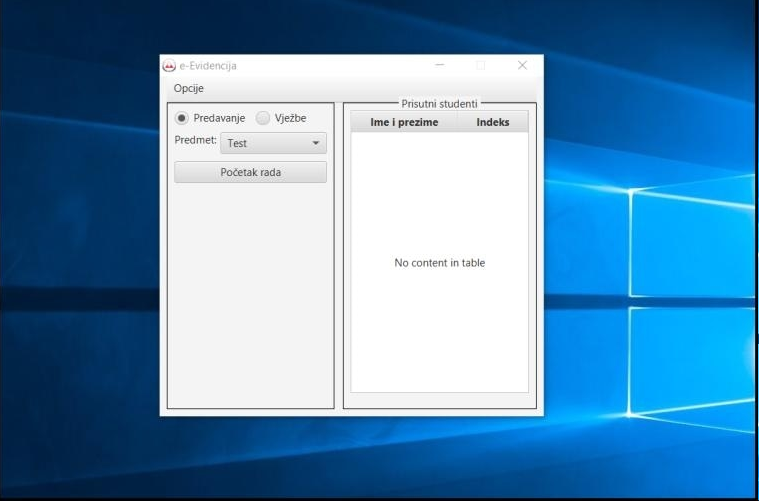 e-Evidencija
Opcije
Predavanje Vježbe
Predmet: Test
Početak rada
Prisutni studenti
Ime i prezime Indeks
No content in table